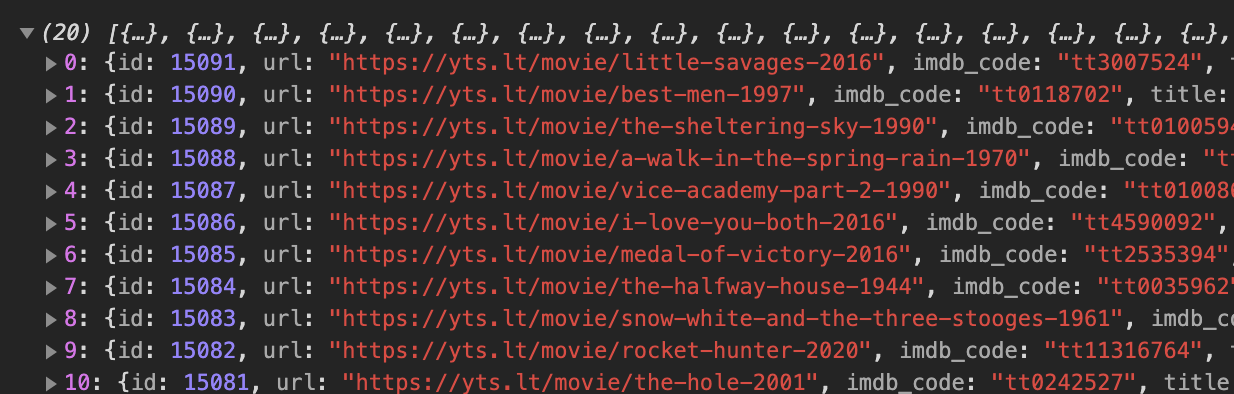 (20) [{…}, {…}, {…}, {…}, {…}, {…}, {…}, {…}, {…}, {…}, {…}, {…}, {…}, {…}, {…}, {…}, {…},
0: {id: 15091, url: "https://yts.lt/movie/little-savages-2016", imdb_code: "tt3007524", t
1: {id: 15090, url: "https://yts.lt/movie/best-men-1997", imdb_code: "tt0118702", title:
2: {id: 15089, url: "https://yts.lt/movie/the-sheltering-sky-1990", imdb_code: "tt0100594
3: {id: 15088, url: "https://yts.lt/movie/a-walk-in-the-spring-rain-1970", imdb_code: "tt
4: {id: 15087, url: "https://yts.lt/movie/vice-academy-part-2-1990", imdb_code: "tt010080
5: {id: 15086, url: "https://yts.lt/movie/i-love-you-both-2016", imdb_code: "tt4590092",
6: {id: 15085, url: "https://yts.lt/movie/medal-of-victory-2016", imdb_code: "tt2535394",
7: {id: 15084, url: "https://yts.lt/movie/the-halfway-house-1944", imdb_code: "tt0035962"
8: {id: 15083, url: "https://yts.lt/movie/snow-white-and-the-three-stooges-1961", imdb_co
9: {id: 15082, url: "https://yts.lt/movie/rocket-hunter-2020", imdb_code: "tt11316764", t
10: {id: 15081, url: "https://yts.lt/movie/the-hole-2001", imdb_code: "tt0242527", title